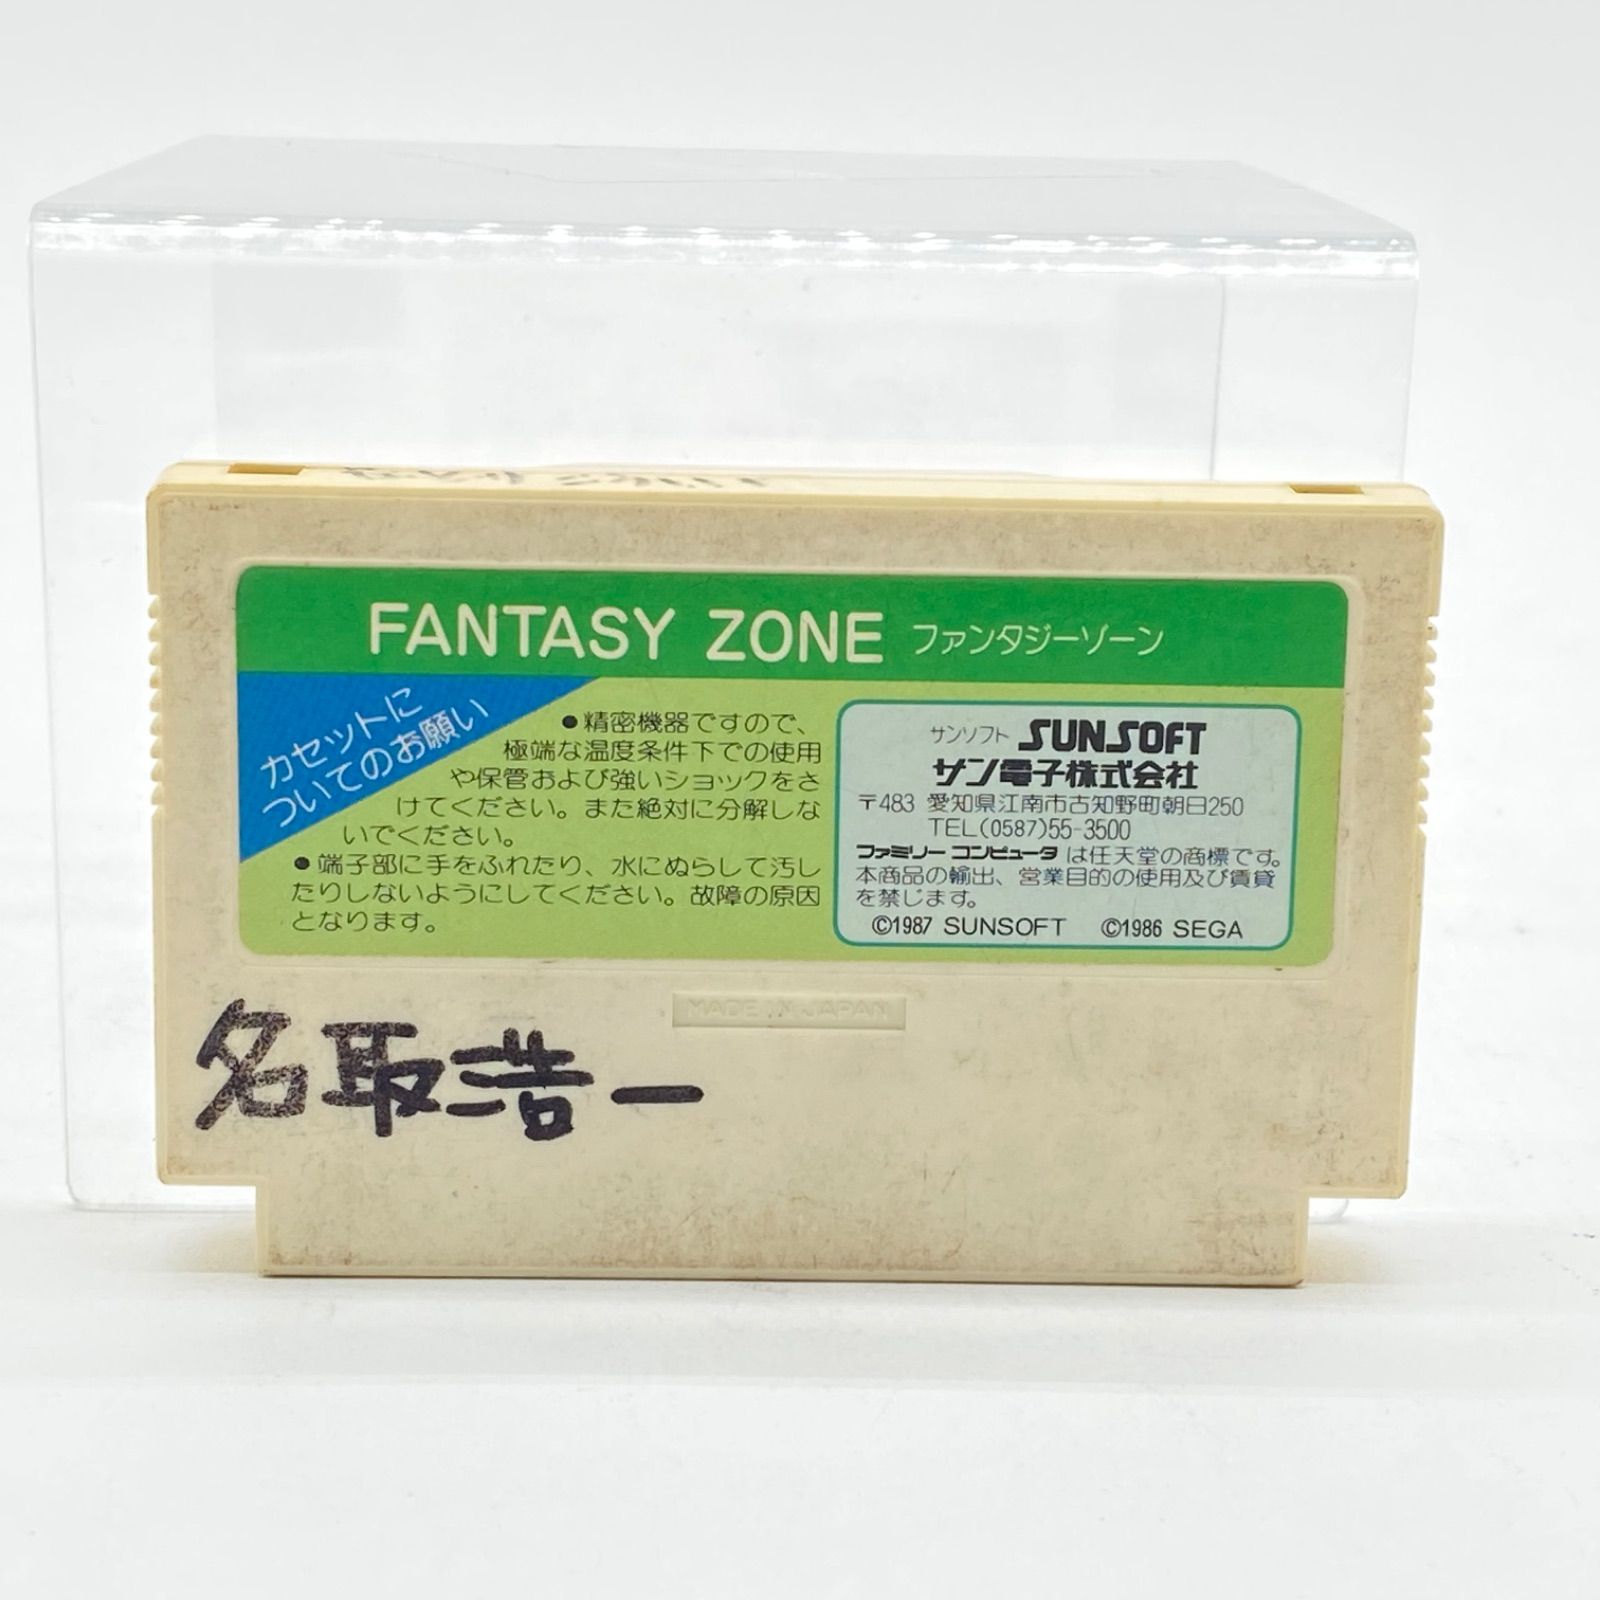 FANTASY ZONE ファンタジーゾーン
カセットに
ついてのお願い
●精密機器ですので、
極端な温度条件下での使用
や保管および強いショックをさ
けてください。また絶対に分解しな
いでください。
●端子部に手をふれたり、水にぬらして汚し
たりしないようにしてください。故障の原因
となります。
サンソフト SUNSOFT
サン電子株式会社
〒483 愛知県江南市古知野町朝日250
TEL(0587)55-3500
ファミリー コンピュータ は任天堂の商標です。
本商品の輸出、営業目的の使用及び賃貸
を禁じます。
©1987 SUNSOFT ©1986 SEGA
MADE IN JAPAN
名取浩一